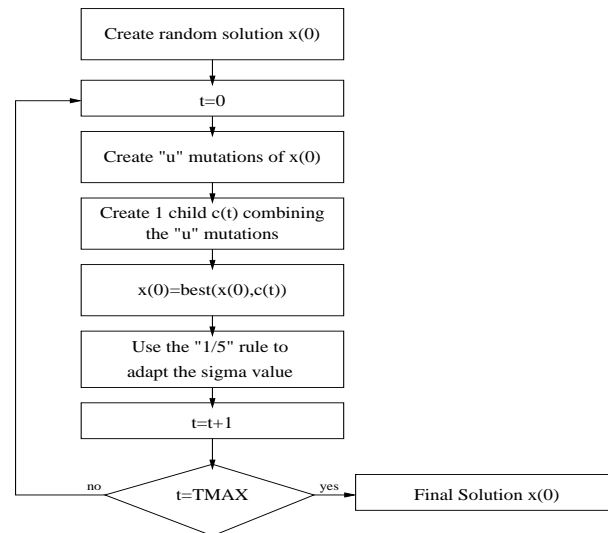 Create random solution x(0)
t=0
Create "u" mutations of x(0)
Create 1 child c(t) combining
the "u" mutations
x(0)=best(x(0),c(t))
Use the "1/5" rule to
adapt the sigma value
t=t+1
no
t=TMAX
yes
Final Solution x(0)